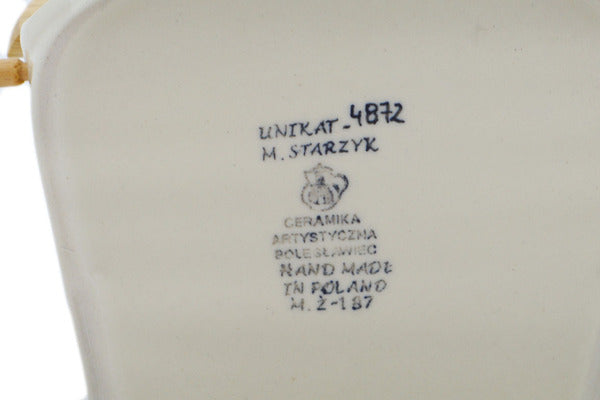 UNIKAT-4872
M. STARZYK
CERAMIKA
ARTYSTYCZNA
BOLESŁAWIEC
HAND MADE
IN POLAND
M.Z-187